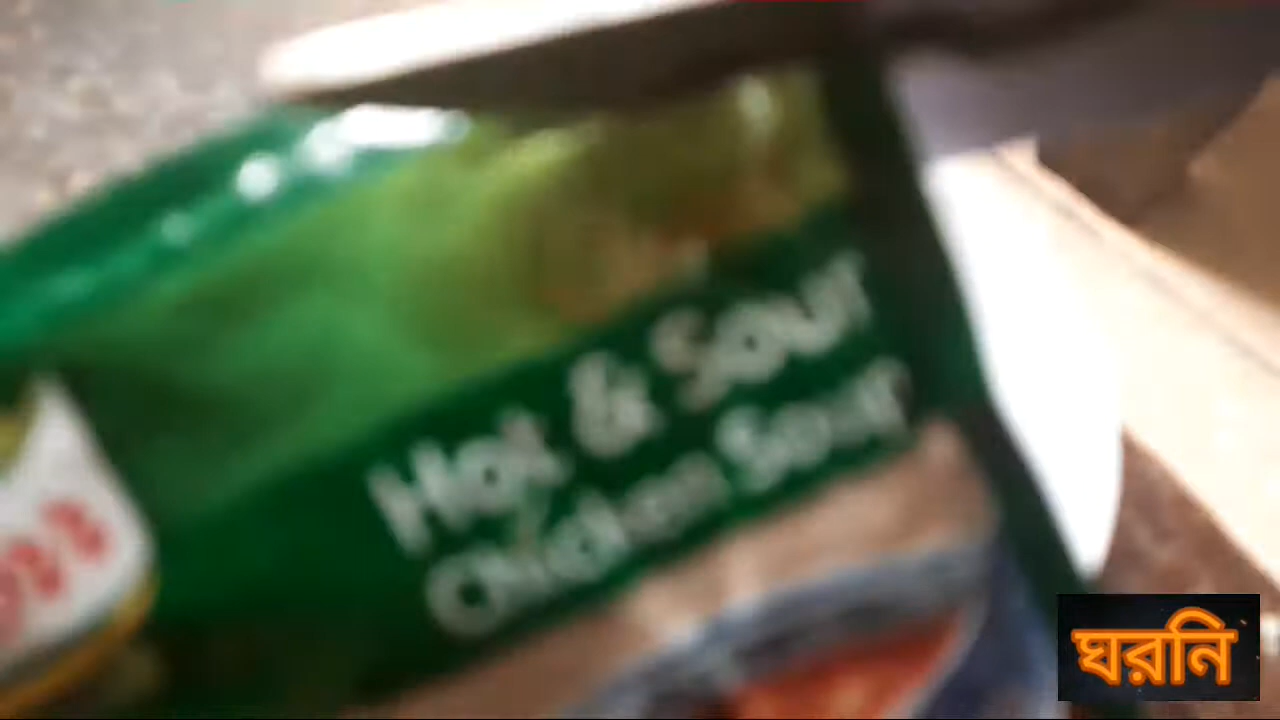 Hot & Sour
Chicken Soup
ঘরনি